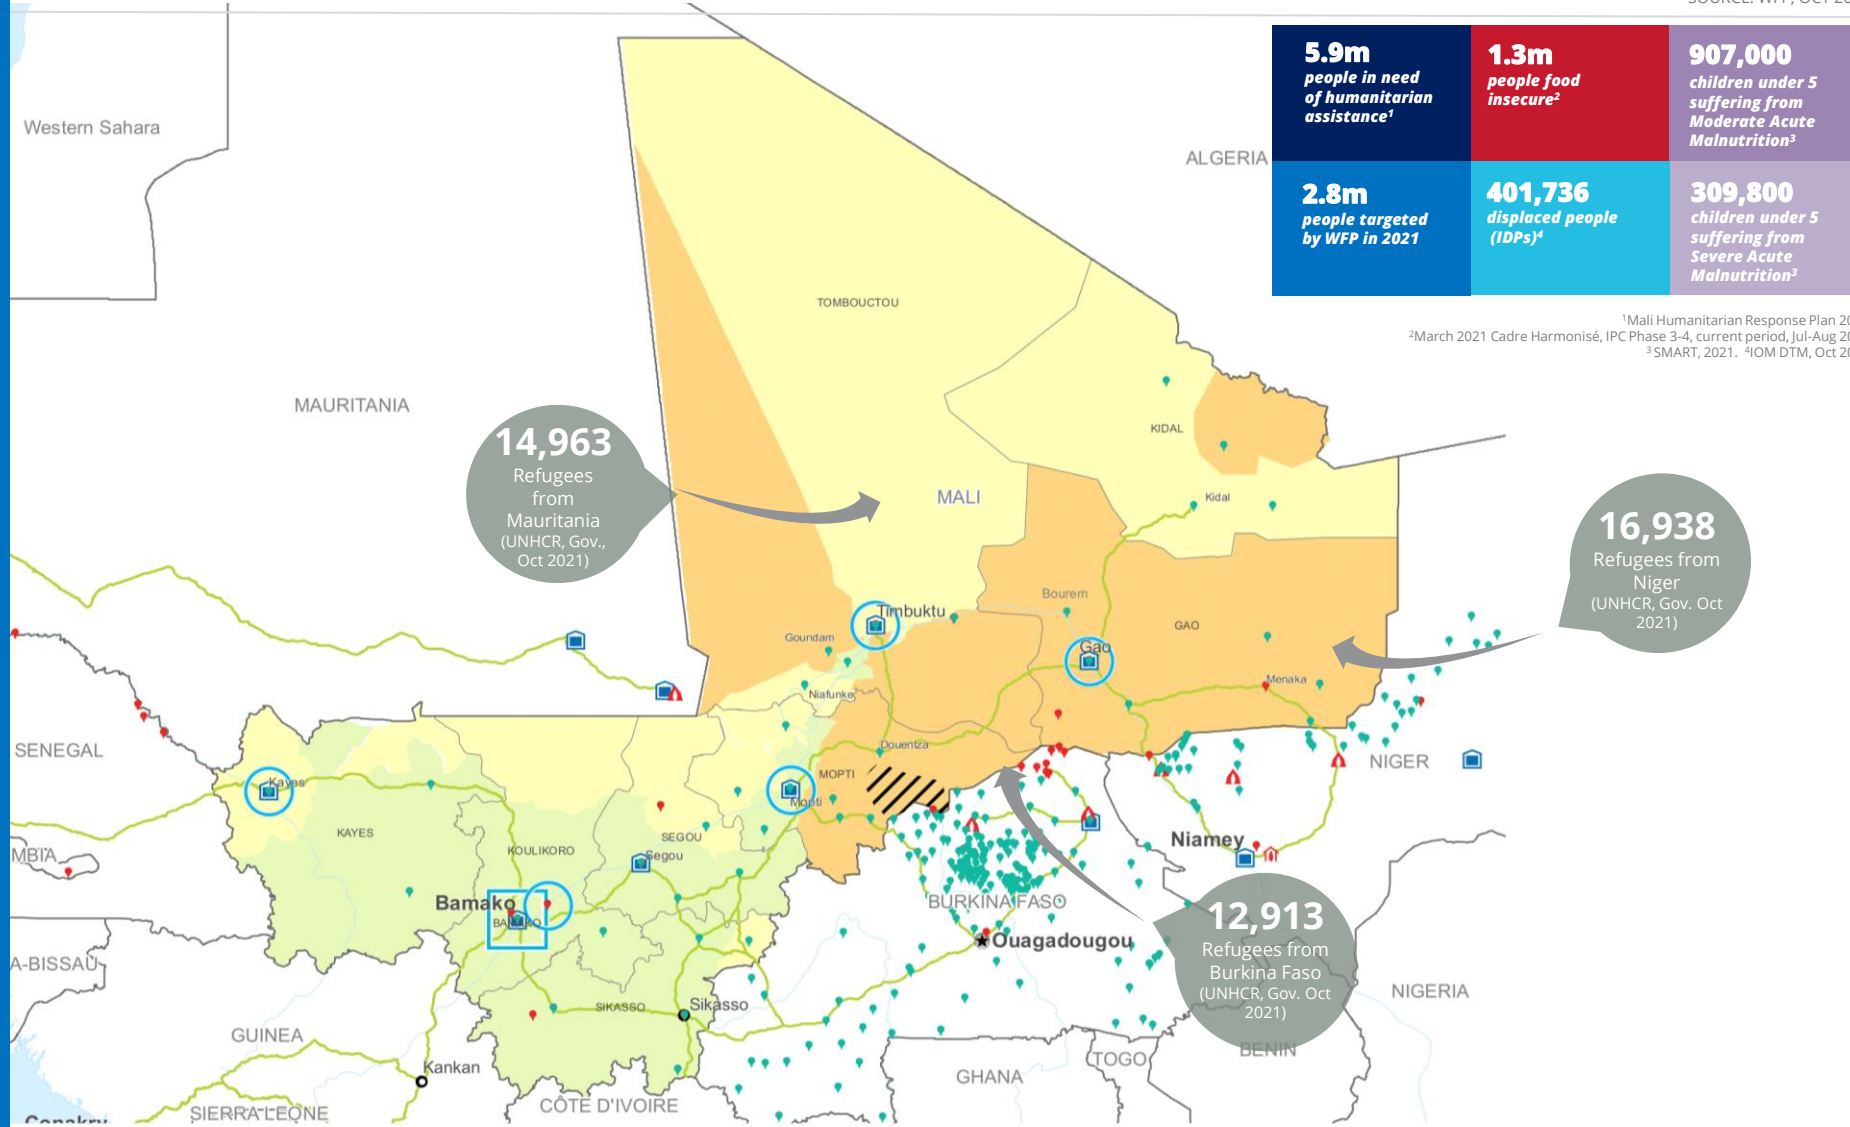 5.9m
people in need
of humanitarian
assistance¹
1.3m
people food
insecure²
907,000
children under 5
suffering from
Moderate Acute
Malnutrition³
2.8m
people targeted
by WFP in 2021
401,736
displaced people
(IDPs)⁴
309,800
children under 5
suffering from
Severe Acute
Malnutrition³
¹Mali Humanitarian Response Plan 20
²March 2021 Cadre Harmonisé, IPC Phase 3-4, current period, Jul-Aug 20
³ SMART, 2021. ⁴IOM DTM, Oct 20
Western Sahara
ALGERIA
TOMBOUCTOU
MAURITANIA
KIDAL
14,963
Refugees
from
Mauritania
(UNHCR, Gov.,
Oct 2021)
MALI
Kidal
16,938
Refugees from
Niger
(UNHCR, Gov. Oct
2021)
Bourem
Timbuktu
GAO
Goundam
Gao
Menaka
Niafunke
SENEGAL
Douentza
NIGER
MOPTI
Kayes
Mopti
KAYES
SEGOU
Niamey
KOULIKORO
Segou
MBIA
Bamako
BAMAKO
BURKINA FASO
12,913
Refugees from
Burkina Faso
(UNHCR, Gov. Oct
2021)
Ouagadougou
A-BISSAU
NIGERIA
SIKASSO
Sikasso
GUINEA
BENIN
TOGO
Kankan
GHANA
CÔTE D'IVOIRE
SIERRA LEONE